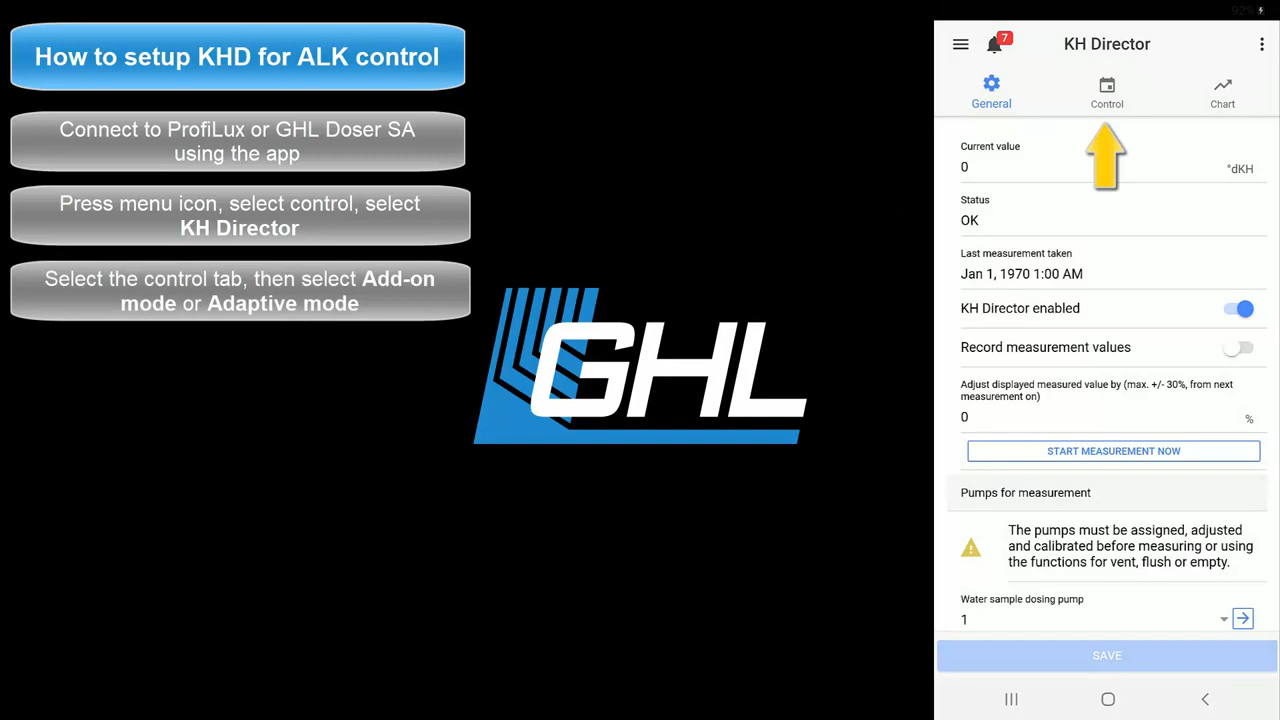 How to setup KHD for ALK control
Connect to ProfiLux or GHL Doser SA
using the app
Press menu icon, select control, select
KH Director
Select the control tab, then select Add-on
mode or Adaptive mode
GHL
92%
7
KH Director
General
Control
Chart
Current value
0
°dKH
Status
OK
Last measurement taken
Jan 1, 1970 1:00 AM
KH Director enabled
Record measurement values
Adjust displayed measured value by (max. +/- 30%, from next
measurement on)
0
%
START MEASUREMENT NOW
Pumps for measurement
The pumps must be assigned, adjusted
and calibrated before measuring or using
the functions for vent, flush or empty.
Water sample dosing pump
1
SAVE